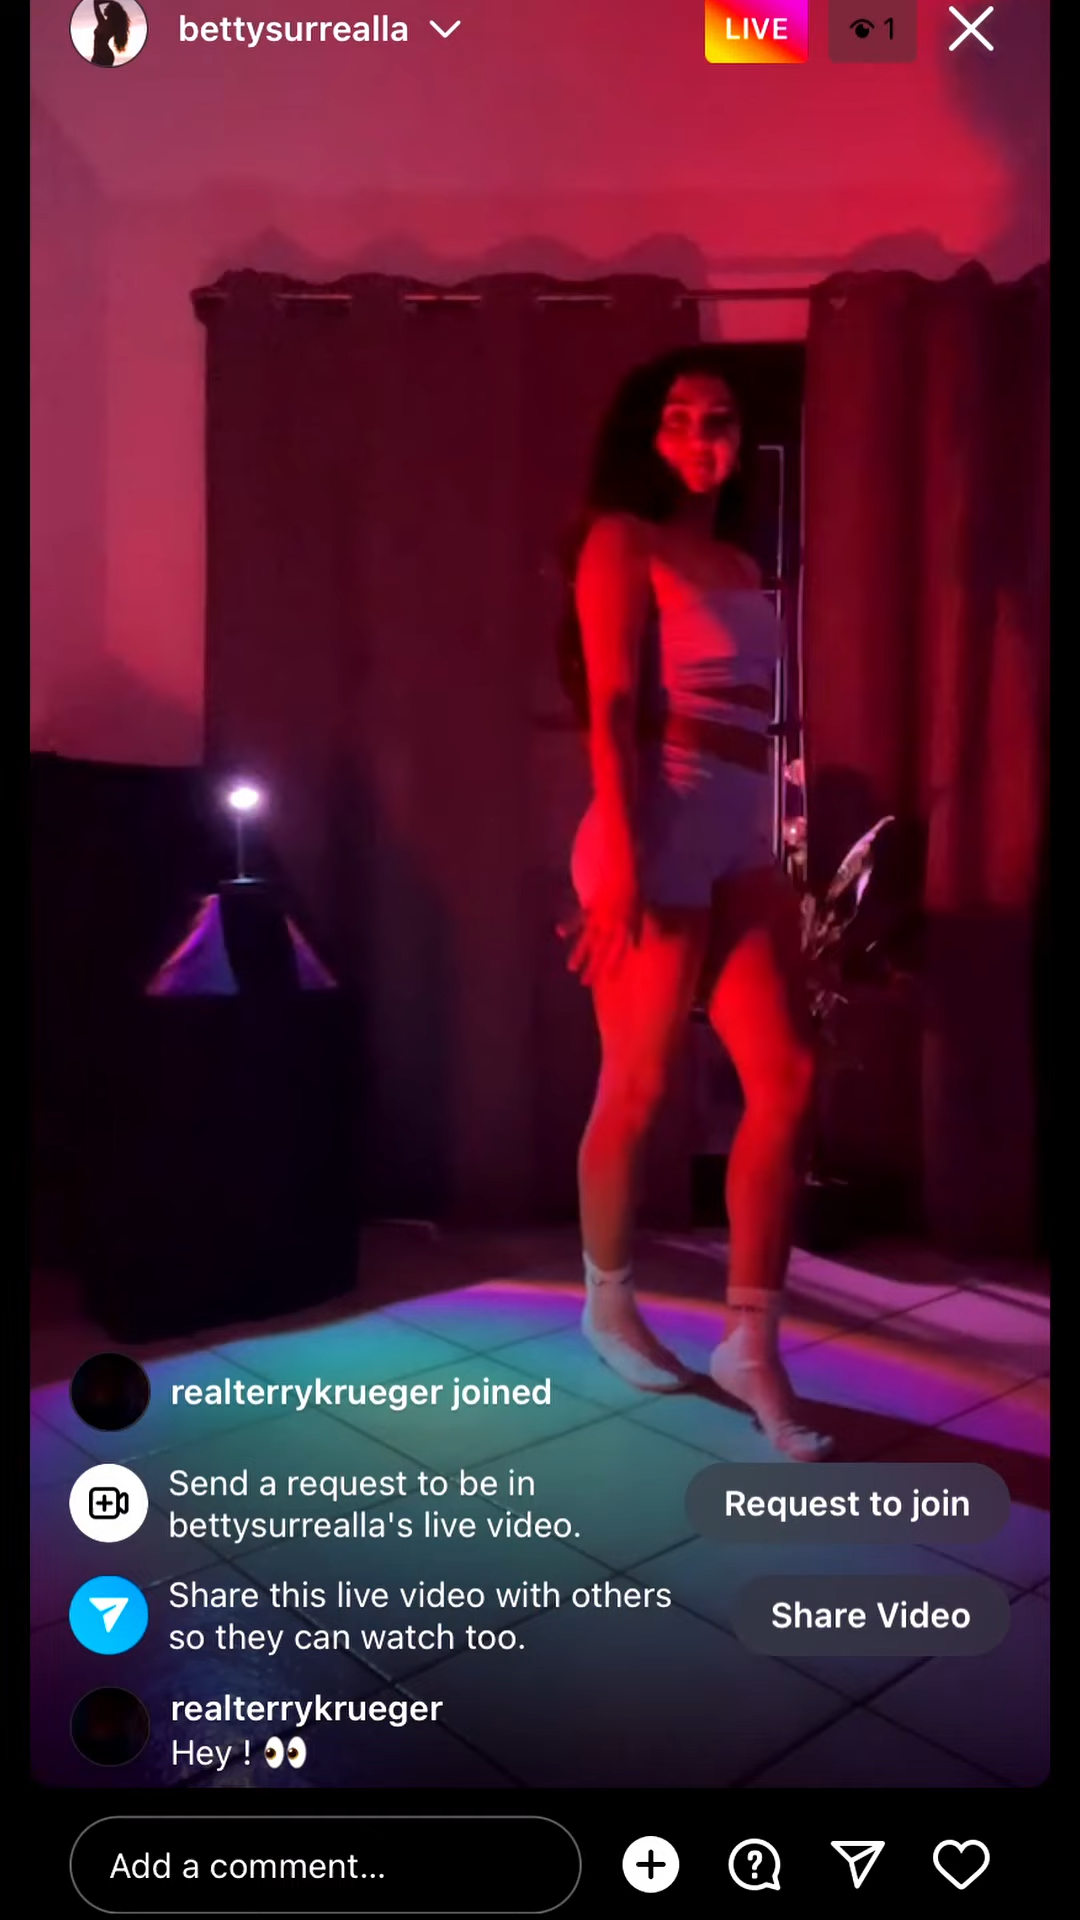 bettysurrealla
LIVE
1
realterrykrueger joined
Send a request to be in
bettysurrealla's live video.
Request to join
Share this live video with others
so they can watch too.
Share Video
realterrykrueger
Hey ! 👀
Add a comment...